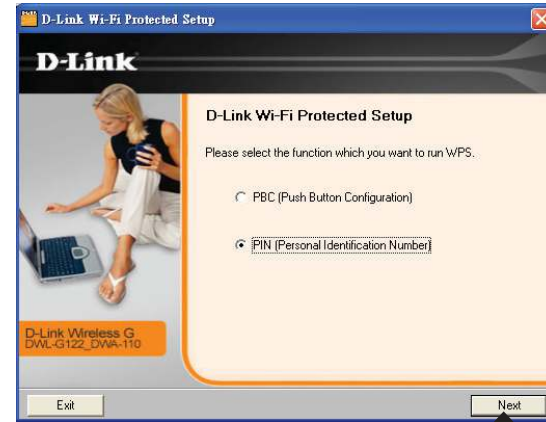 D-Link Wi-Fi Protected Setup
D-Link
D-Link Wi-Fi Protected Setup
Please select the function which you want to run WPS.
PBC (Push Button Configuration)
PIN (Personal Identification Number)
D-Link Wireless G
DWL-G122_DWA-110
Exit
Next